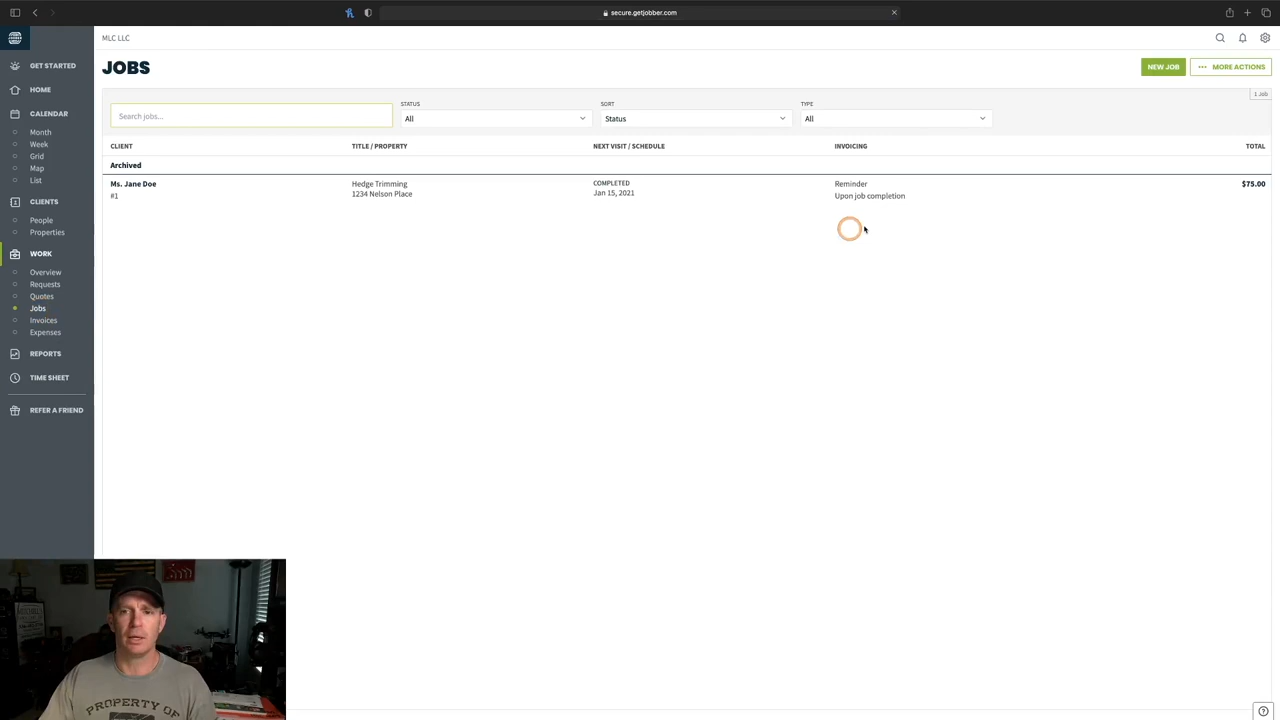 secure.getjobber.com
MLC LLC
GET STARTED
HOME
CALENDAR
Month
Week
Grid
Map
List
CLIENTS
People
Properties
WORK
Overview
Requests
Quotes
Jobs
Invoices
Expenses
REPORTS
TIME SHEET
REFER A FRIEND
JOBS
NEW JOB
MORE ACTIONS
1 Job
Search jobs...
STATUS
All
SORT
Status
TYPE
All
CLIENT TITLE / PROPERTY NEXT VISIT / SCHEDULE INVOICING TOTAL
Archived
Ms. Jane Doe Hedge Trimming COMPLETED Reminder $75.00
#1 1234 Nelson Place Jan 15, 2021 Upon job completion
PROPERTY OF